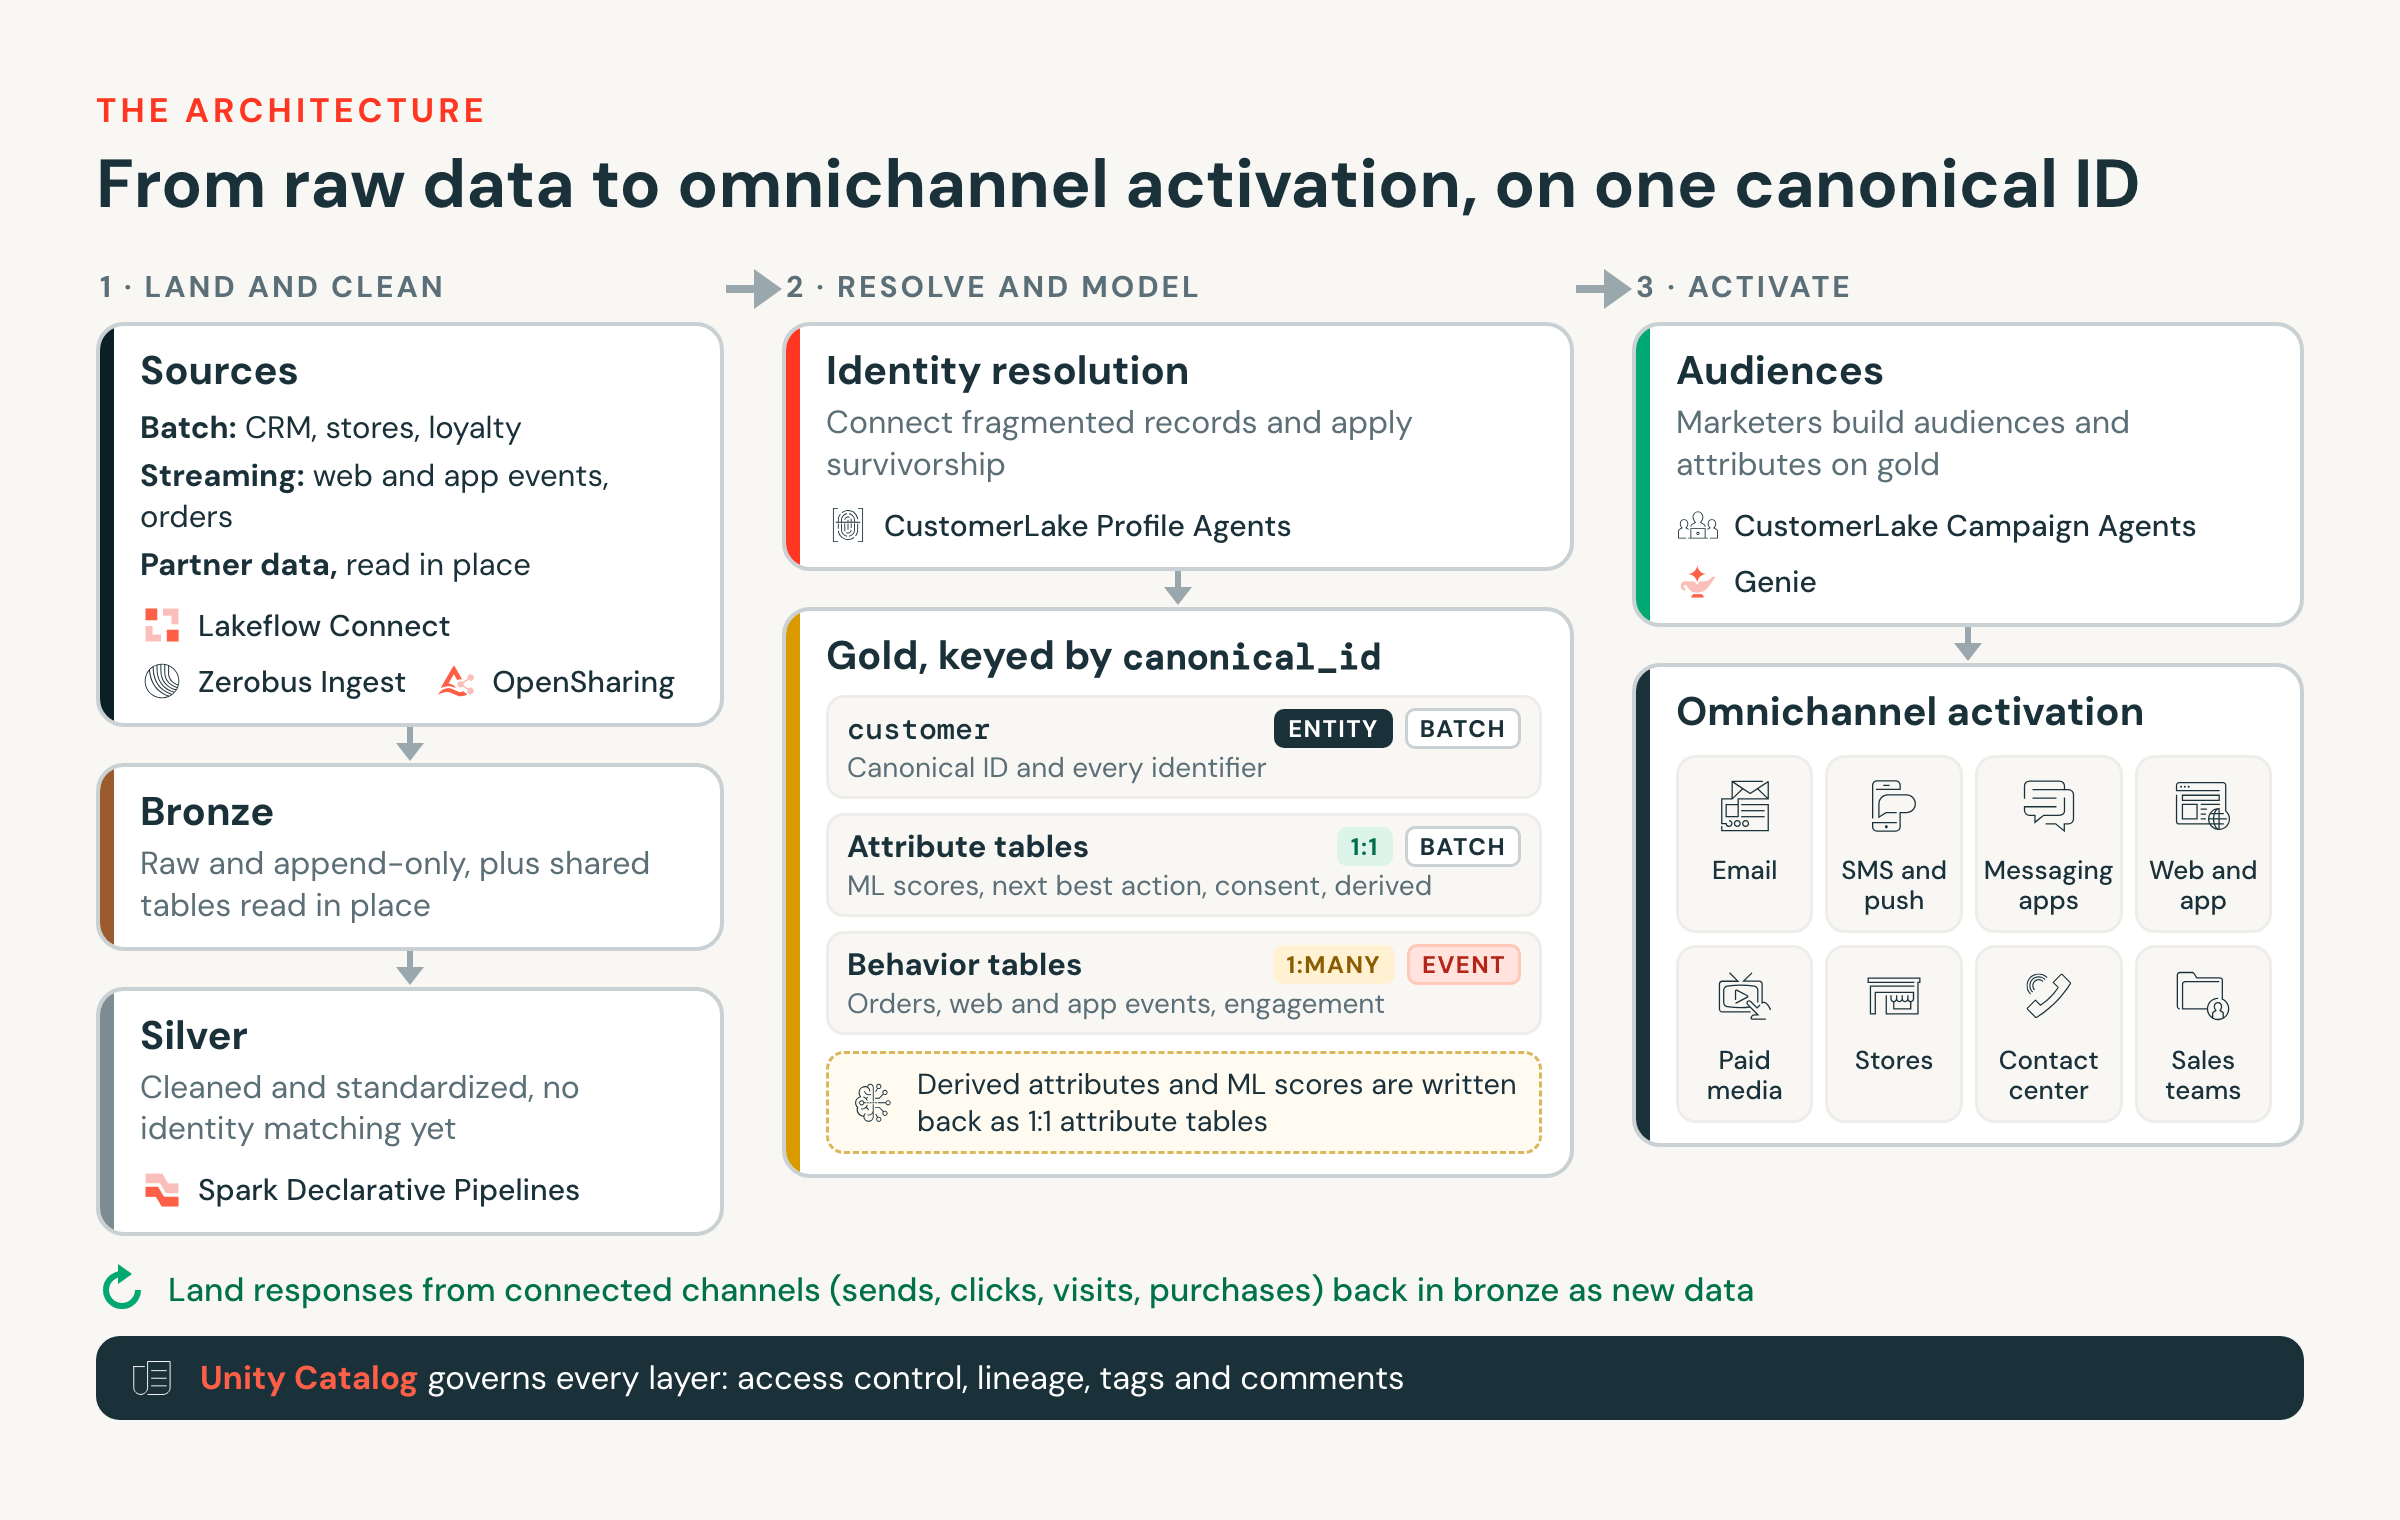 THE ARCHITECTURE
From raw data to omnichannel activation, on one canonical ID
1 · LAND AND CLEAN
Sources
Batch: CRM, stores, loyalty
Streaming: web and app events,
orders
Partner data, read in place
Lakeflow Connect
Zerobus Ingest
OpenSharing
Bronze
Raw and append-only, plus shared
tables read in place
Silver
Cleaned and standardized, no
identity matching yet
Spark Declarative Pipelines
2 · RESOLVE AND MODEL
Identity resolution
Connect fragmented records and apply
survivorship
CustomerLake Profile Agents
Gold, keyed by canonical_id
customer
ENTITY
BATCH
Canonical ID and every identifier
Attribute tables
1:1
BATCH
ML scores, next best action, consent, derived
Behavior tables
1:MANY
EVENT
Orders, web and app events, engagement
Derived attributes and ML scores are written
back as 1:1 attribute tables
3 · ACTIVATE
Audiences
Marketers build audiences and
attributes on gold
CustomerLake Campaign Agents
Genie
Omnichannel activation
Email
SMS and
push
Messaging
apps
Web and
app
Paid
media
Stores
Contact
center
Sales
teams
Land responses from connected channels (sends, clicks, visits, purchases) back in bronze as new data
Unity Catalog governs every layer: access control, lineage, tags and comments